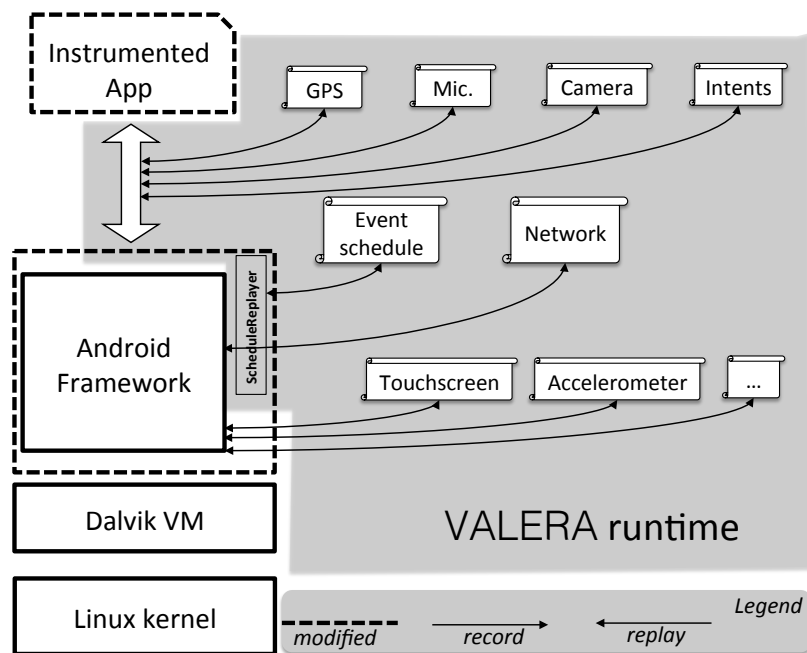 Instrumented
App
GPS
Mic.
Camera
Intents
Event
schedule
Network
ScheduleReplayer
Android
Framework
Touchscreen
Accelerometer
...
Dalvik VM
VALERA runtime
Linux kernel
Legend
modified
record
replay